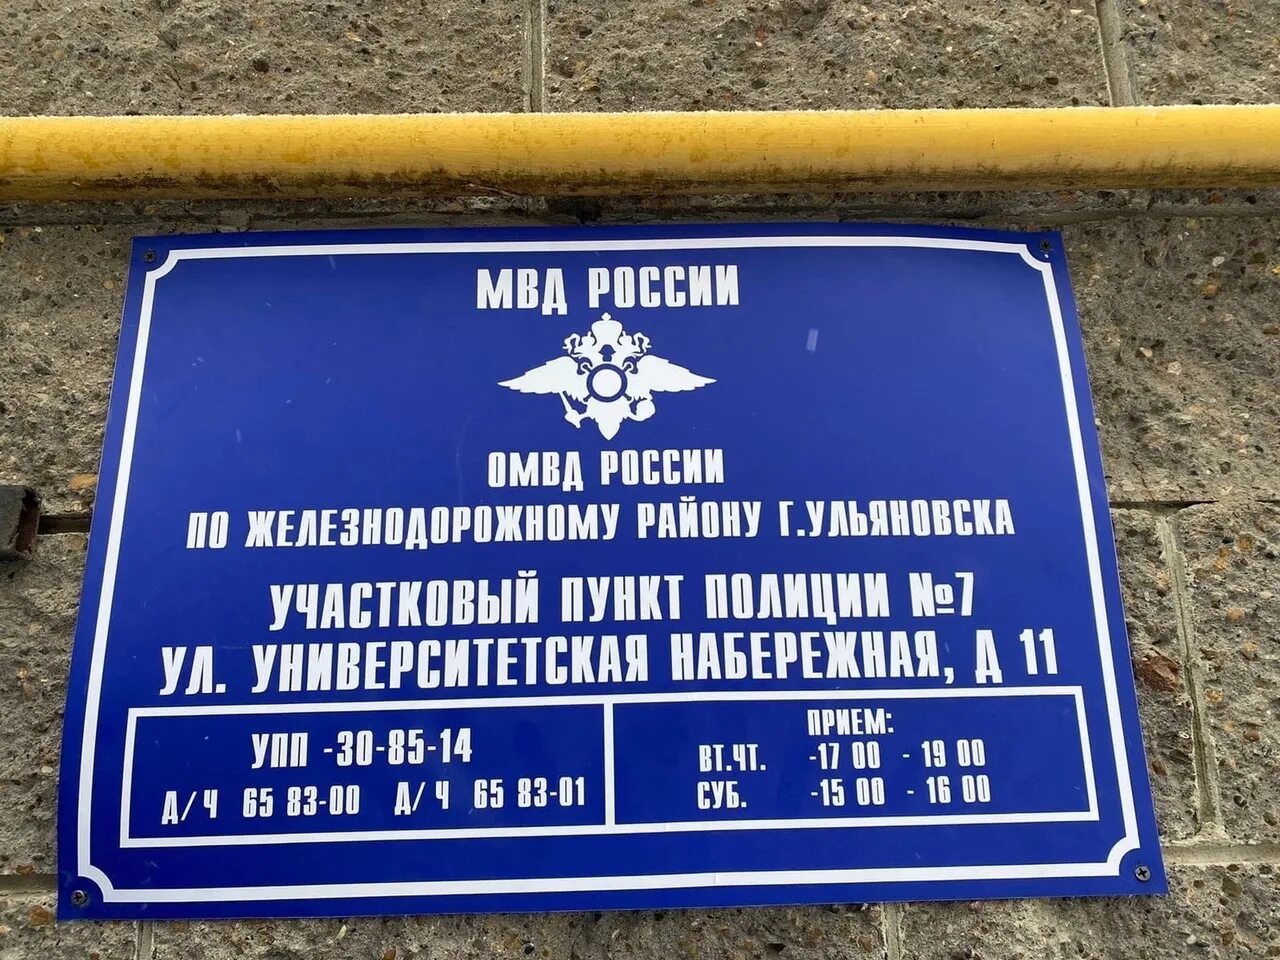 МВД РОССИИ
ОМВД РОССИИ
ПО ЖЕЛЕЗНОДОРОЖНОМУ РАЙОНУ Г.УЛЬЯНОВСКА
УЧАСТКОВЫЙ ПУНКТ ПОЛИЦИИ №7
УЛ. УНИВЕРСИТЕТСКАЯ НАБЕРЕЖНАЯ, Д 11
УПП -30-85-14
Д/Ч 65 83-00 Д/Ч 65 83-01
ПРИЕМ:
ВТ.ЧТ. -17 00 - 19 00
СУБ. -15 00 - 16 00